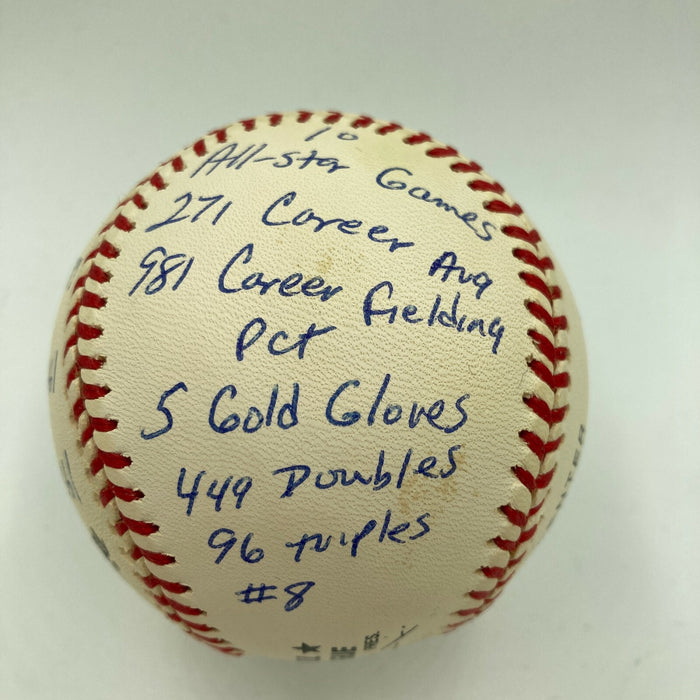 10
All-Star Games
271 Career Avg
981 Career Fielding
Pct
5 Gold Gloves
449 Doubles
96 triples
#8